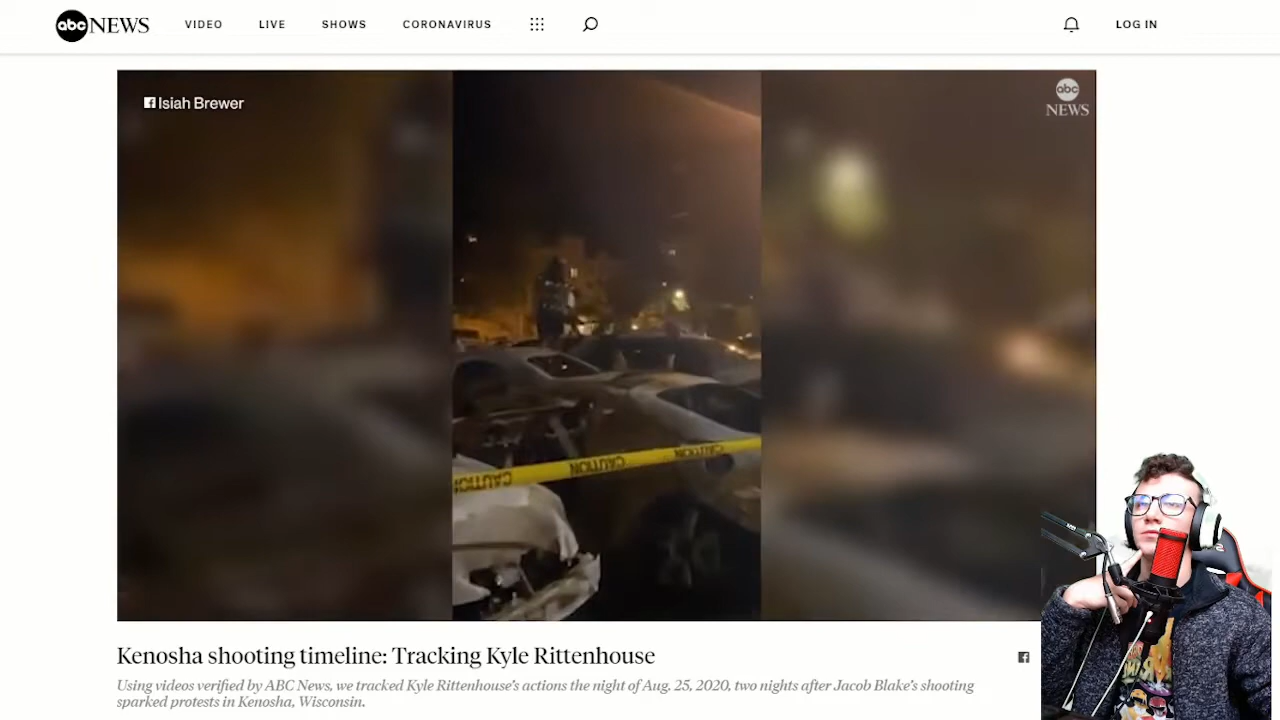 abc NEWS VIDEO LIVE SHOWS CORONAVIRUS LOG IN
Isiah Brewer
abc
NEWS
CAUTION CAUTION CAUTION
Kenosha shooting timeline: Tracking Kyle Rittenhouse
Using videos verified by ABC News, we tracked Kyle Rittenhouse's actions the night of Aug. 25, 2020, two nights after Jacob Blake's shooting
sparked protests in Kenosha, Wisconsin.